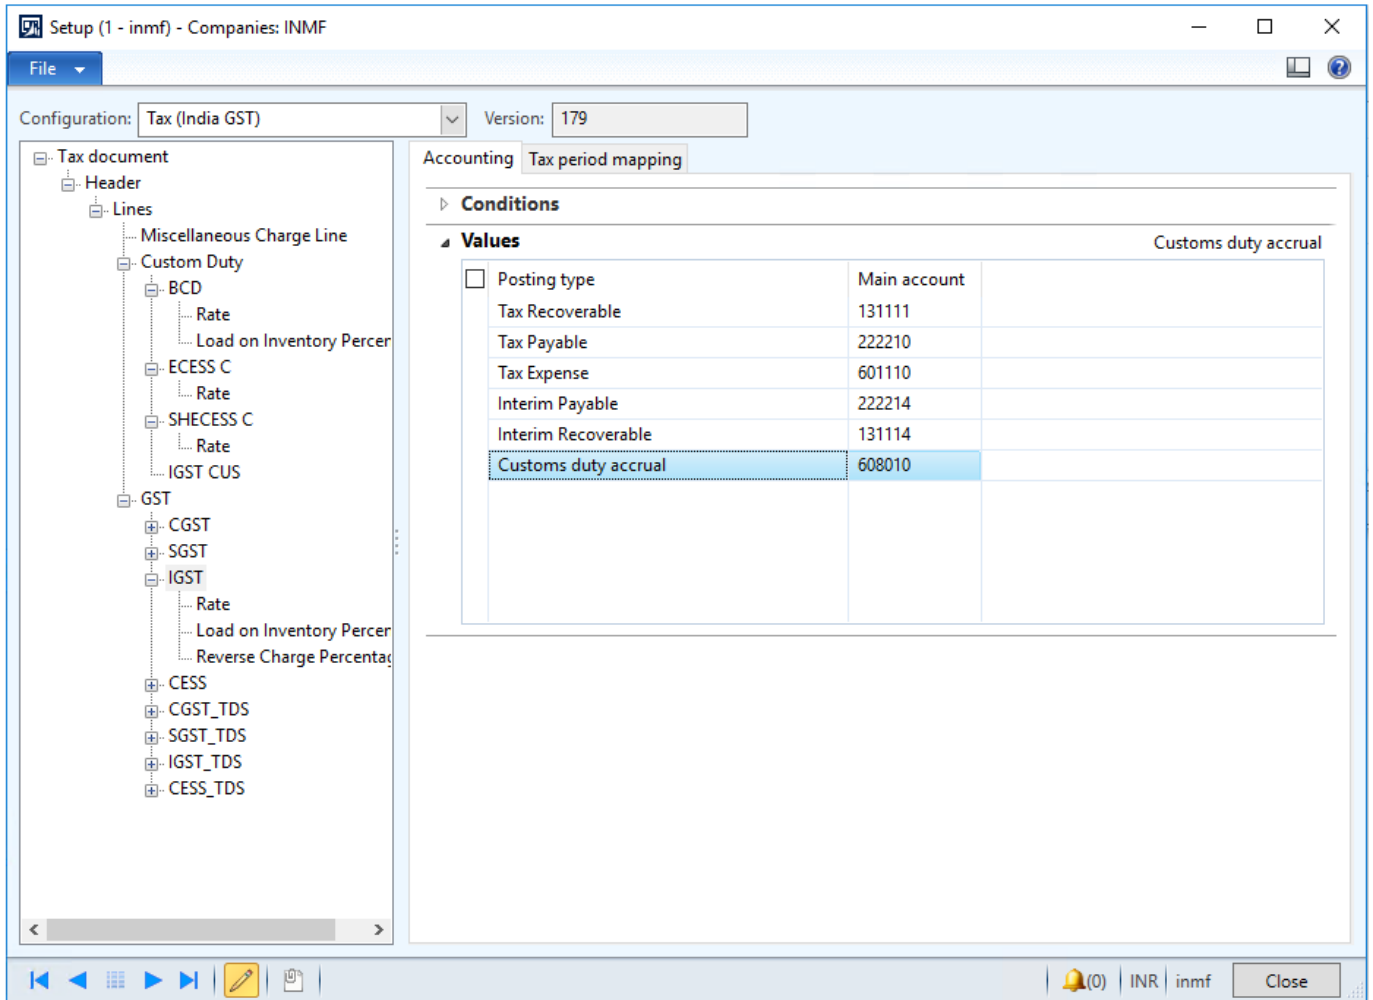 Setup (1 - inmf) - Companies: INMF
File
Configuration: Tax (India GST) Version: 179
Tax document
Header
Lines
Miscellaneous Charge Line
Custom Duty
BCD
Rate
Load on Inventory Percer
ECESS C
Rate
SHECESS C
Rate
IGST CUS
GST
CGST
SGST
IGST
Rate
Load on Inventory Percer
Reverse Charge Percentag
CESS
CGST_TDS
SGST_TDS
IGST_TDS
CESS_TDS
Accounting Tax period mapping
Conditions
Values Customs duty accrual
Posting type Main account
Tax Recoverable 131111
Tax Payable 222210
Tax Expense 601110
Interim Payable 222214
Interim Recoverable 131114
Customs duty accrual 608010
(0) INR inmf Close